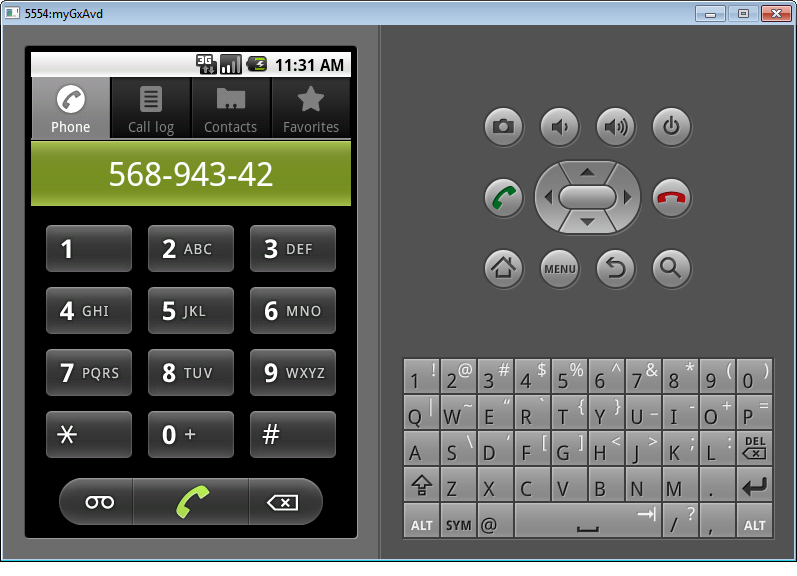 5554:myGxAvd
3G 11:31 AM
Phone Call log Contacts Favorites
568-943-42
1 2 ABC 3 DEF
4 GHI 5 JKL 6 MNO
7 PQRS 8 TUV 9 WXYZ
* 0 + #
MENU
1 ! 2 @ 3 # 4 $ 5 % 6 ^ 7 & 8 * 9 ( 0 )
Q | W ~ E “ R ` T { Y } U _ I - O + P =
A S \ D ‘ F [ G ] H < J > K ; L : DEL
Z X C V B N M .
ALT SYM @ / ? , ALT